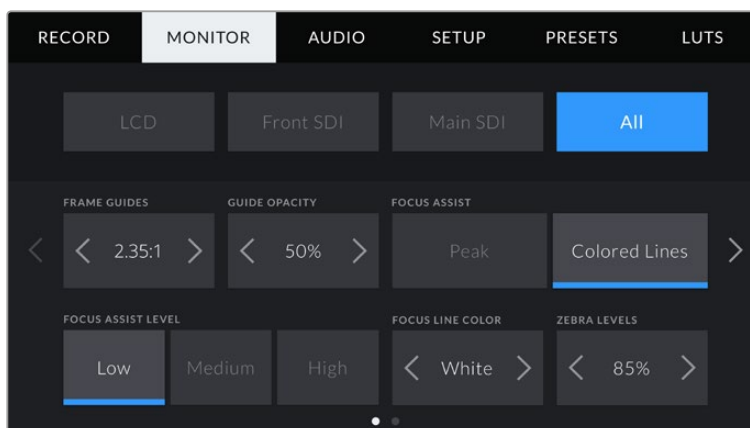 RECORD MONITOR AUDIO SETUP PRESETS LUTS
LCD Front SDI Main SDI All
FRAME GUIDES GUIDE OPACITY FOCUS ASSIST
2.35:1 50% Peak Colored Lines
FOCUS ASSIST LEVEL FOCUS LINE COLOR ZEBRA LEVELS
Low Medium High White 85%